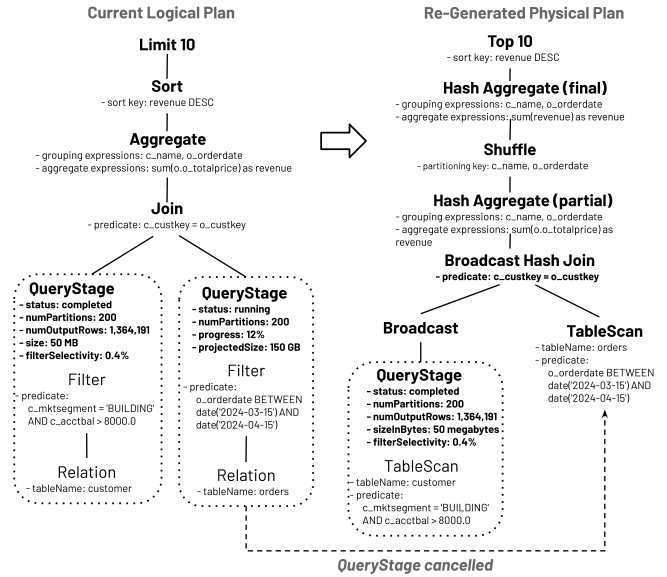 Current Logical Plan
Limit 10
Sort
- sort key: revenue DESC
Aggregate
- grouping expressions: c_name, o_orderdate
- aggregate expressions: sum(o.o_totalprice) as revenue
Join
- predicate: c_custkey = o_custkey
QueryStage
- status: completed
- numPartitions: 200
- numOutputRows: 1,364,191
- size: 50 MB
- filterSelectivity: 0.4%
Filter
- predicate:
c_mktsegment = 'BUILDING'
AND c_acctbal > 8000.0
Relation
- tableName: customer
QueryStage
- status: running
- numPartitions: 200
- progress: 12%
- projectedSize: 150 GB
Filter
- predicate:
o_orderdate BETWEEN
date('2024-03-15') AND
date('2024-04-15')
Relation
- tableName: orders
Re-Generated Physical Plan
Top 10
- sort key: revenue DESC
Hash Aggregate (final)
- grouping expressions: c_name, o_orderdate
- aggregate expressions: sum(revenue) as revenue
Shuffle
- partitioning key: c_name, o_orderdate
Hash Aggregate (partial)
- grouping expressions: c_name, o_orderdate
- aggregate expressions: sum(o.o_totalprice) as
revenue
Broadcast Hash Join
- predicate: c_custkey = o_custkey
Broadcast
QueryStage
- status: completed
- numPartitions: 200
- numOutputRows: 1,364,191
- sizeInBytes: 50 megabytes
- filterSelectivity: 0.4%
TableScan
- tableName: customer
- predicate:
c_mktsegment = 'BUILDING'
AND c_acctbal > 8000.0
TableScan
- tableName: orders
- predicate:
o_orderdate BETWEEN
date('2024-03-15') AND
date('2024-04-15')
QueryStage cancelled